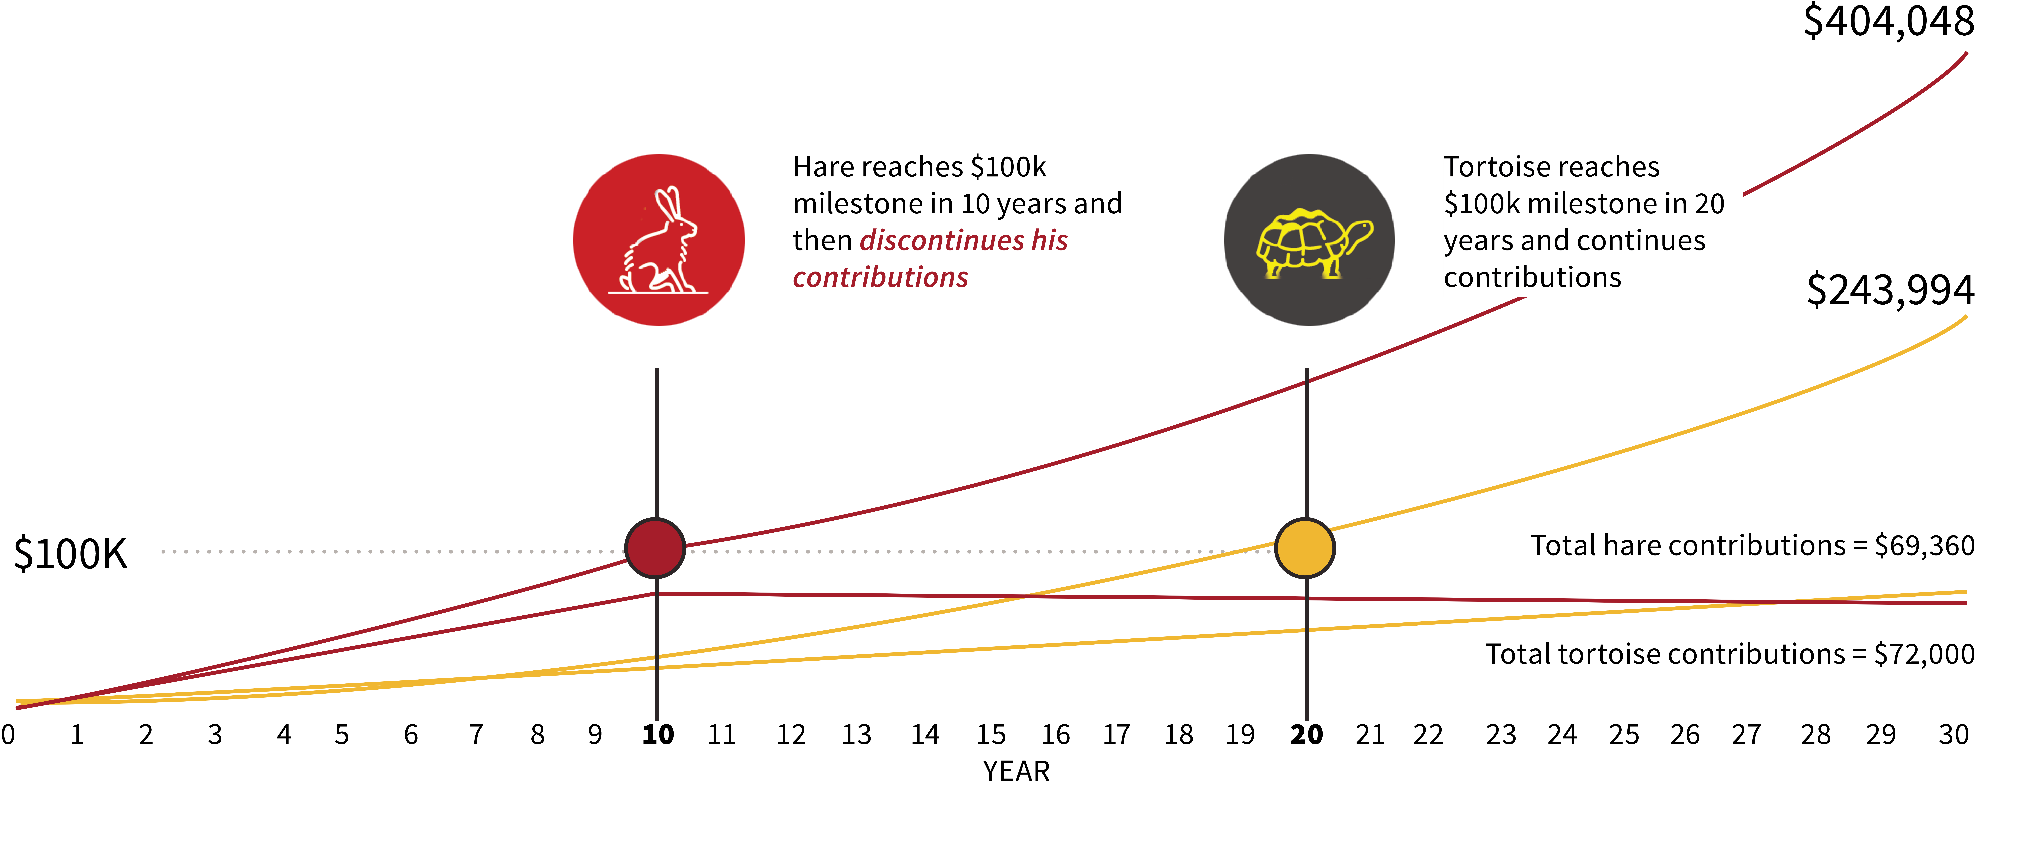 $404,048
Hare reaches $100k
milestone in 10 years and
then discontinues his
contributions
Tortoise reaches
$100k milestone in 20
years and continues
contributions
$243,994
$100K
Total hare contributions = $69,360
Total tortoise contributions = $72,000
0 1 2 3 4 5 6 7 8 9 10 11 12 13 14 15 16 17 18 19 20 21 22 23 24 25 26 27 28 29 30
YEAR